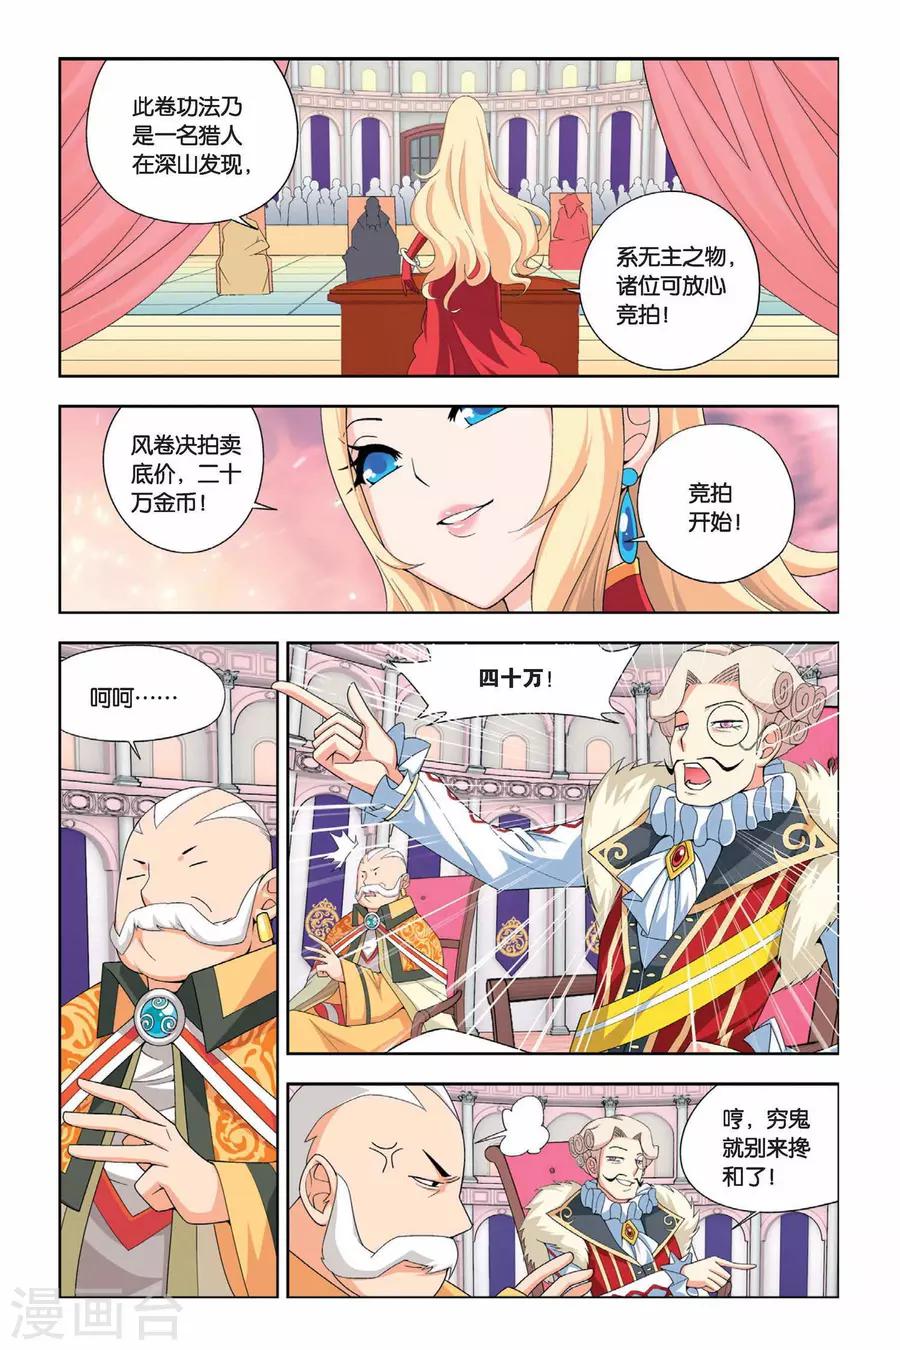 此卷功法乃
是一名猎人
在深山发现，
系无主之物，
诸位可放心
竞拍！
风卷决拍卖
底价，二十
万金币！
竞拍
开始！
呵呵……
四十万！
哼，穷鬼
就别来搀
和了！
漫画台